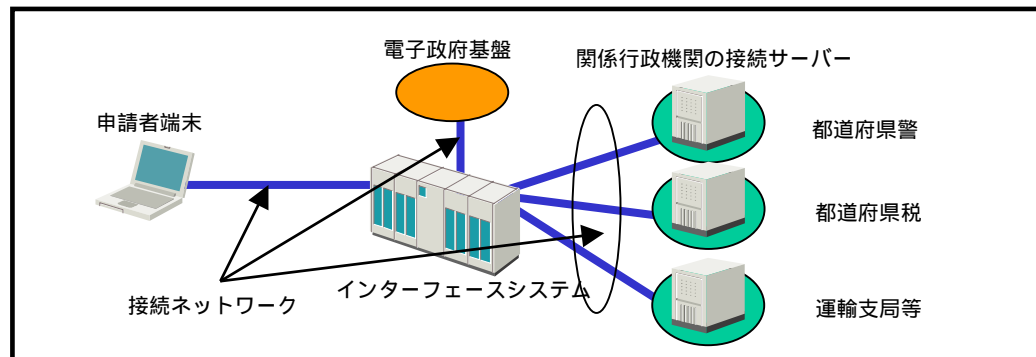 電子政府基盤
関係行政機関の接続サーバー
申請者端末
都道府県警
都道府県税
接続ネットワーク
インターフェースシステム
運輸支局等